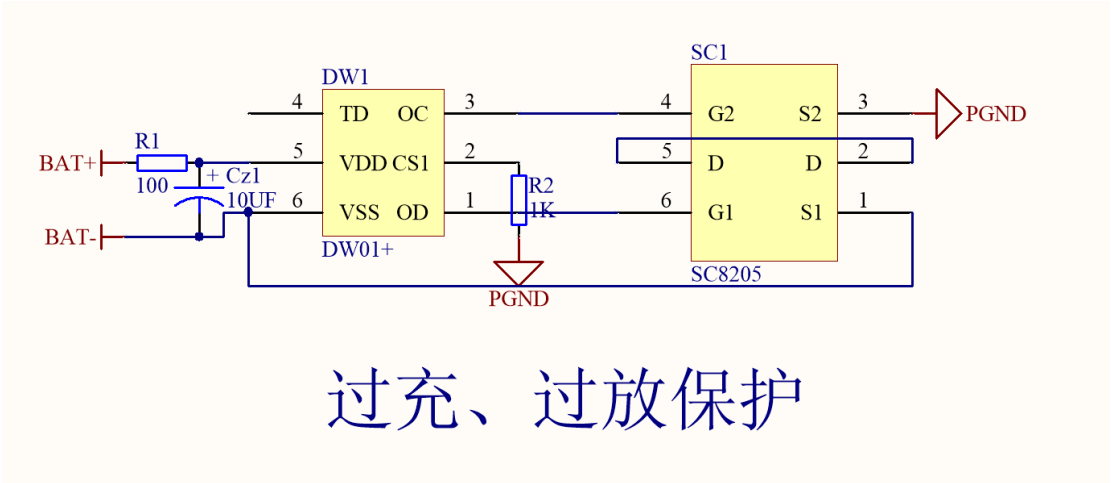 SC1
DW1
4 TD OC 3 4 G2 S2 3 PGND
R1
BAT+ 100 5 VDD CS1 2 5 D D 2
+ Cz1
10UF
R2
1K
BAT- 6 VSS OD 1 6 G1 S1 1
DW01+
SC8205
PGND
过充、过放保护